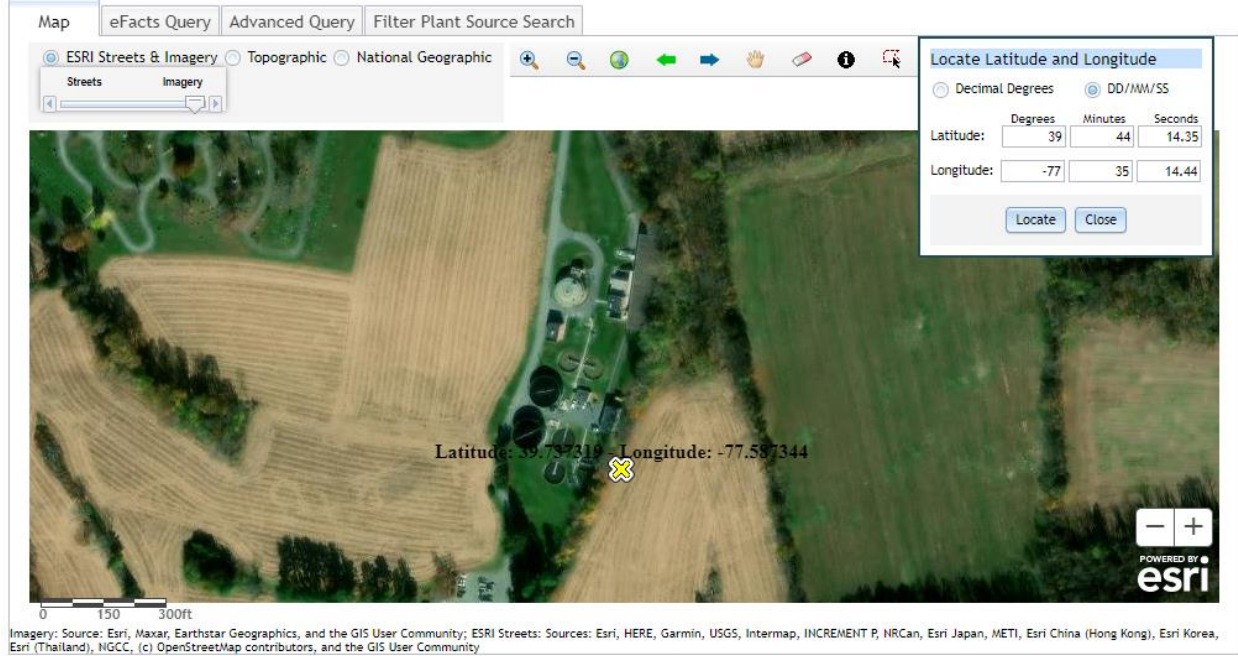 Map eFacts Query Advanced Query Filter Plant Source Search
ESRI Streets & Imagery Topographic National Geographic
Streets Imagery
Locate Latitude and Longitude
Decimal Degrees DD/MM/SS
Degrees Minutes Seconds
Latitude: 39 44 14.35
Longitude: -77 35 14.44
Locate Close
Latitude: 39.737319 - Longitude: -77.587344
POWERED BY
esri
0 150 300ft
Imagery: Source: Esri, Maxar, Earthstar Geographics, and the GIS User Community; ESRI Streets: Sources: Esri, HERE, Garmin, USGS, Intermap, INCREMENT P, NRCan, Esri Japan, METI, Esri China (Hong Kong), Esri Korea,
Esri (Thailand), NGCC, (c) OpenStreetMap contributors, and the GIS User Community